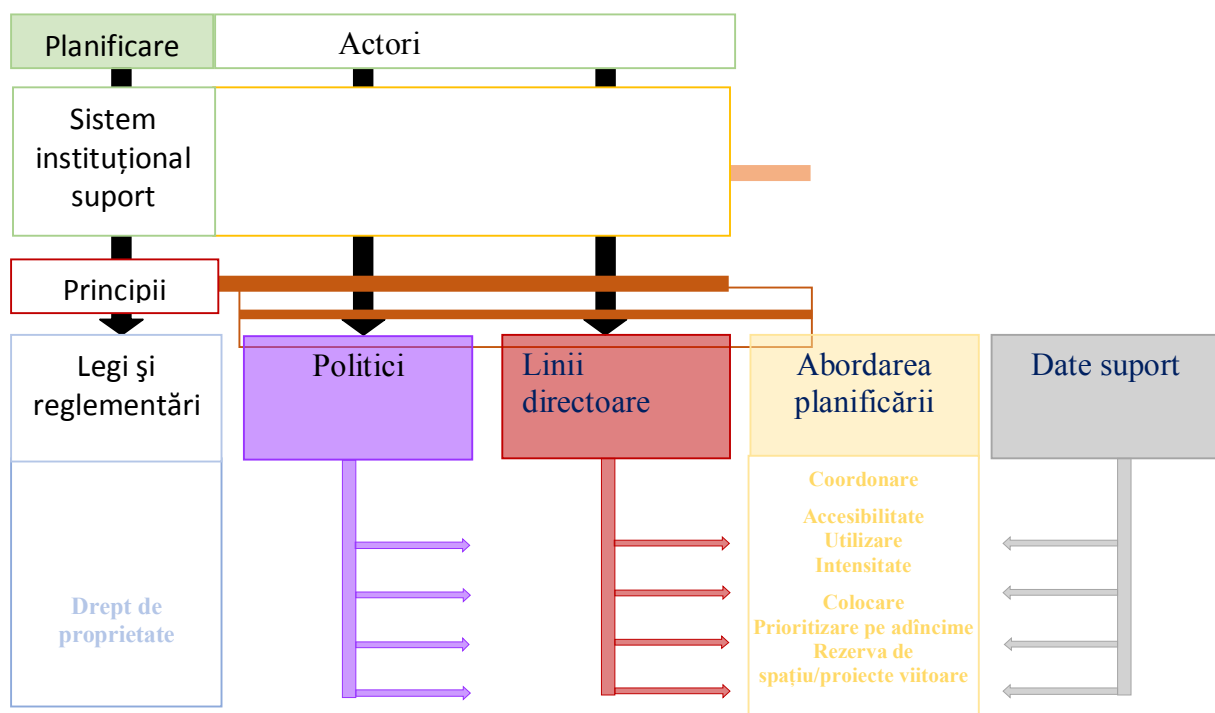 Planificare
Actori
Sistem
instituțional
suport
Principii
Legi şi
reglementări
Politici
Linii
directoare
Abordarea
planificării
Date suport
Drept de
proprietate
Coordonare
Accesibilitate
Utilizare
Intensitate
Colocare
Prioritizare pe adîncime
Rezerva de
spațiu/proiecte viitoare